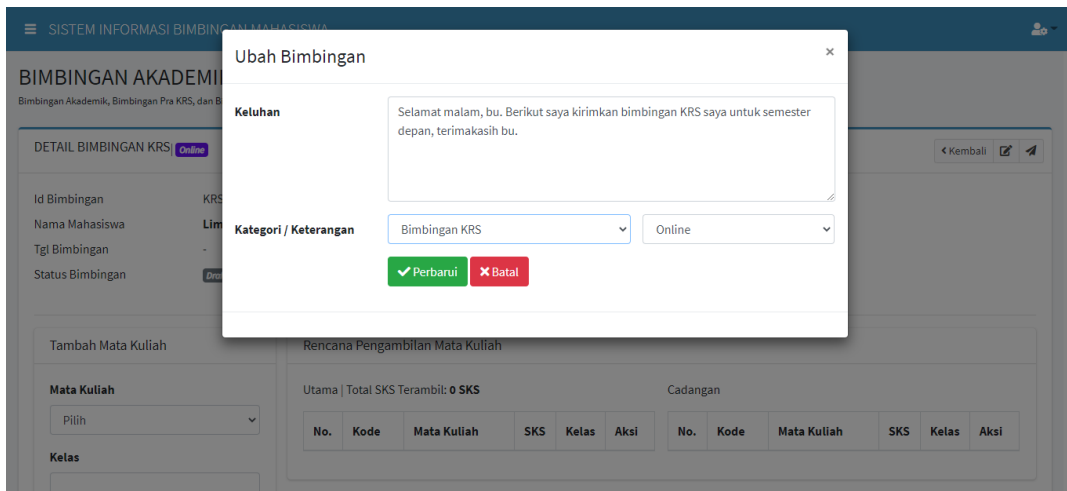 SISTEM INFORMASI BIMBINGAN MAHASISWA
BIMBINGAN AKADEMI
Bimbingan Akademik, Bimbingan Pra KRS, dan B
DETAIL BIMBINGAN KRS| Online
Kembali
Id Bimbingan KRS
Nama Mahasiswa Lim
Tgl Bimbingan -
Status Bimbingan Dra
Ubah Bimbingan ×
Keluhan
Selamat malam, bu. Berikut saya kirimkan bimbingan KRS saya untuk semester
depan, terimakasih bu.
Kategori / Keterangan Bimbingan KRS Online
Perbarui Batal
Tambah Mata Kuliah
Mata Kuliah
Pilih
Kelas
Rencana Pengambilan Mata Kuliah
Utama | Total SKS Terambil: 0 SKS
No. Kode Mata Kuliah SKS Kelas Aksi
Cadangan
No. Kode Mata Kuliah SKS Kelas Aksi